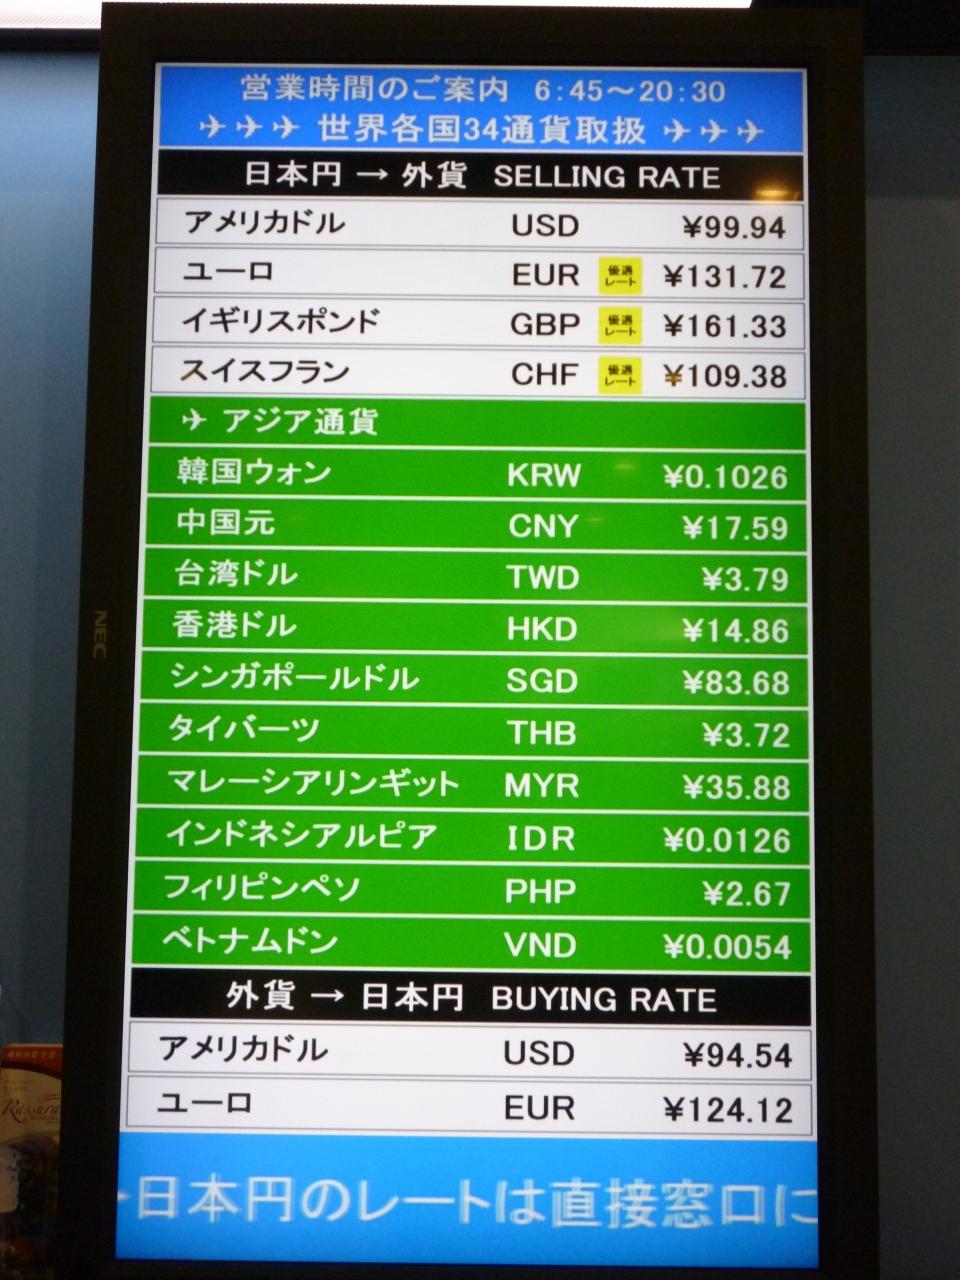 営業時間のご案内 6:45～20:30
✈✈✈ 世界各国34通貨取扱 ✈✈✈
日本円 → 外貨 SELLING RATE
アメリカドル USD ¥99.94
ユーロ EUR 優遇レート ¥131.72
イギリスポンド GBP 優遇レート ¥161.33
スイスフラン CHF 優遇レート ¥109.38
✈ アジア通貨
韓国ウォン KRW ¥0.1026
中国元 CNY ¥17.59
台湾ドル TWD ¥3.79
香港ドル HKD ¥14.86
シンガポールドル SGD ¥83.68
タイバーツ THB ¥3.72
マレーシアリンギット MYR ¥35.88
インドネシアルピア IDR ¥0.0126
フィリピンペソ PHP ¥2.67
ベトナムドン VND ¥0.0054
外貨 → 日本円 BUYING RATE
アメリカドル USD ¥94.54
ユーロ EUR ¥124.12
日本円のレートは直接窓口に
NEC